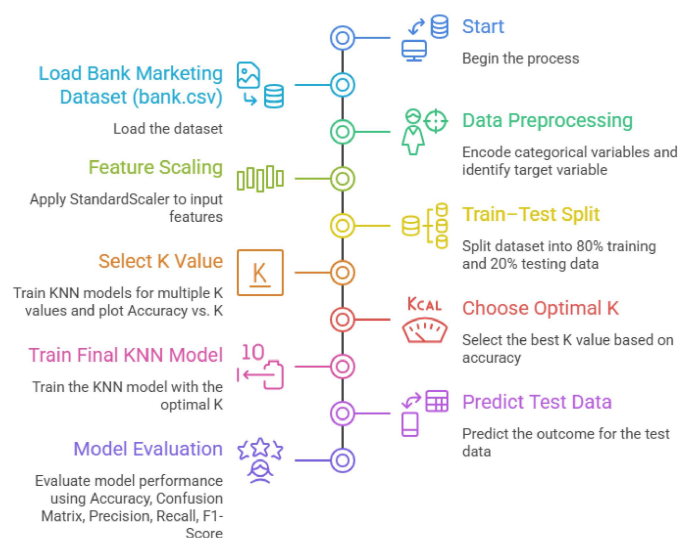 Start
Begin the process
Load Bank Marketing
Dataset (bank.csv)
Load the dataset
Data Preprocessing
Encode categorical variables and
identify target variable
Feature Scaling
Apply StandardScaler to input
features
Train–Test Split
Split dataset into 80% training
and 20% testing data
Select K Value
K
Train KNN models for multiple K
values and plot Accuracy vs. K
KCAL
Choose Optimal K
Select the best K value based on
accuracy
Train Final KNN Model
10
Train the KNN model with the
optimal K
Predict Test Data
Predict the outcome for the test
data
Model Evaluation
Evaluate model performance
using Accuracy, Confusion
Matrix, Precision, Recall, F1-
Score